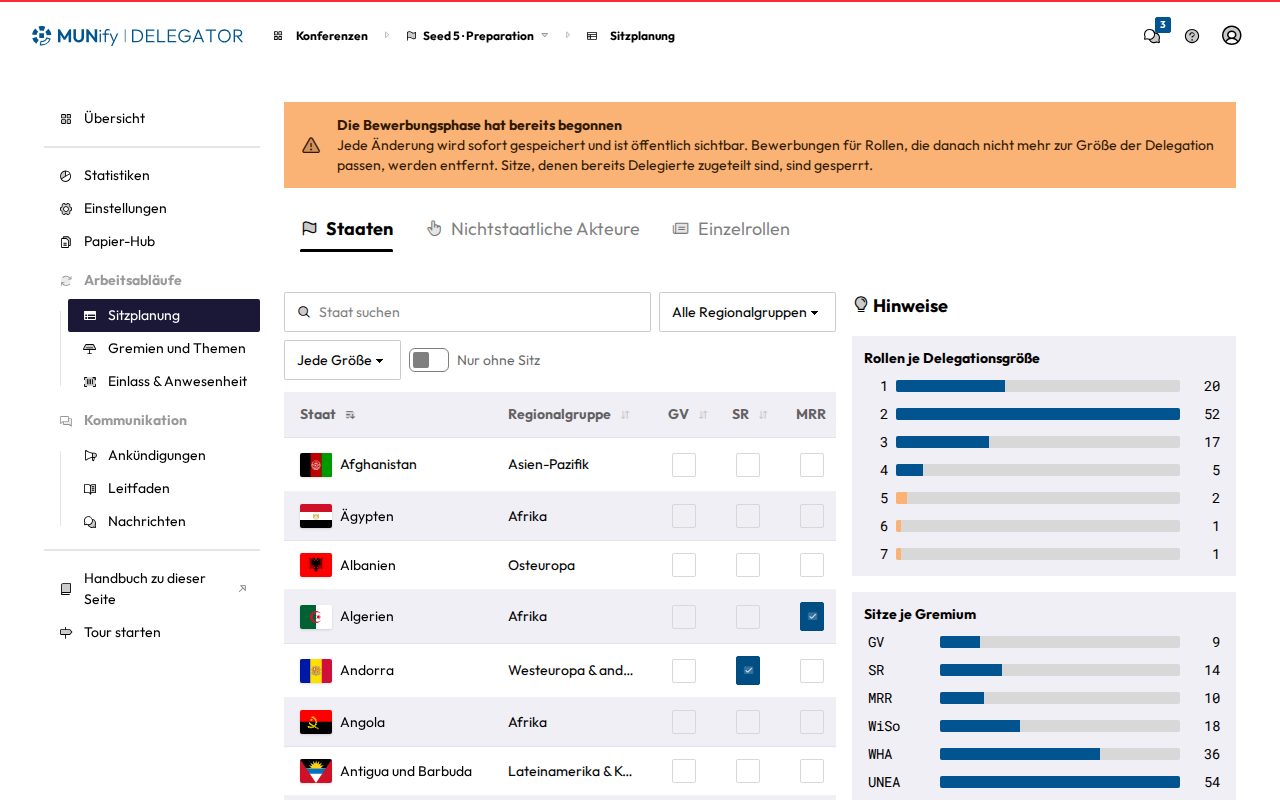 MUNify | DELEGATOR
Konferenzen
Seed 5 · Preparation
Sitzplanung
3
Übersicht
Statistiken
Einstellungen
Papier-Hub
Arbeitsabläufe
Sitzplanung
Gremien und Themen
Einlass & Anwesenheit
Kommunikation
Ankündigungen
Leitfaden
Nachrichten
Handbuch zu dieser
Seite
Tour starten
Die Bewerbungsphase hat bereits begonnen
Jede Änderung wird sofort gespeichert und ist öffentlich sichtbar. Bewerbungen für Rollen, die danach nicht mehr zur Größe der Delegation
passen, werden entfernt. Sitze, denen bereits Delegierte zugeteilt sind, sind gesperrt.
Staaten
Nichtstaatliche Akteure
Einzelrollen
Staat suchen
Alle Regionalgruppen
Jede Größe
Nur ohne Sitz
Staat Regionalgruppe GV SR MRR
Afghanistan Asien-Pazifik
Ägypten Afrika
Albanien Osteuropa
Algerien Afrika
Andorra Westeuropa & and...
Angola Afrika
Antigua und Barbuda Lateinamerika & K...
Hinweise
Rollen je Delegationsgröße
1 20
2 52
3 17
4 5
5 2
6 1
7 1
Sitze je Gremium
GV 9
SR 14
MRR 10
WiSo 18
WHA 36
UNEA 54